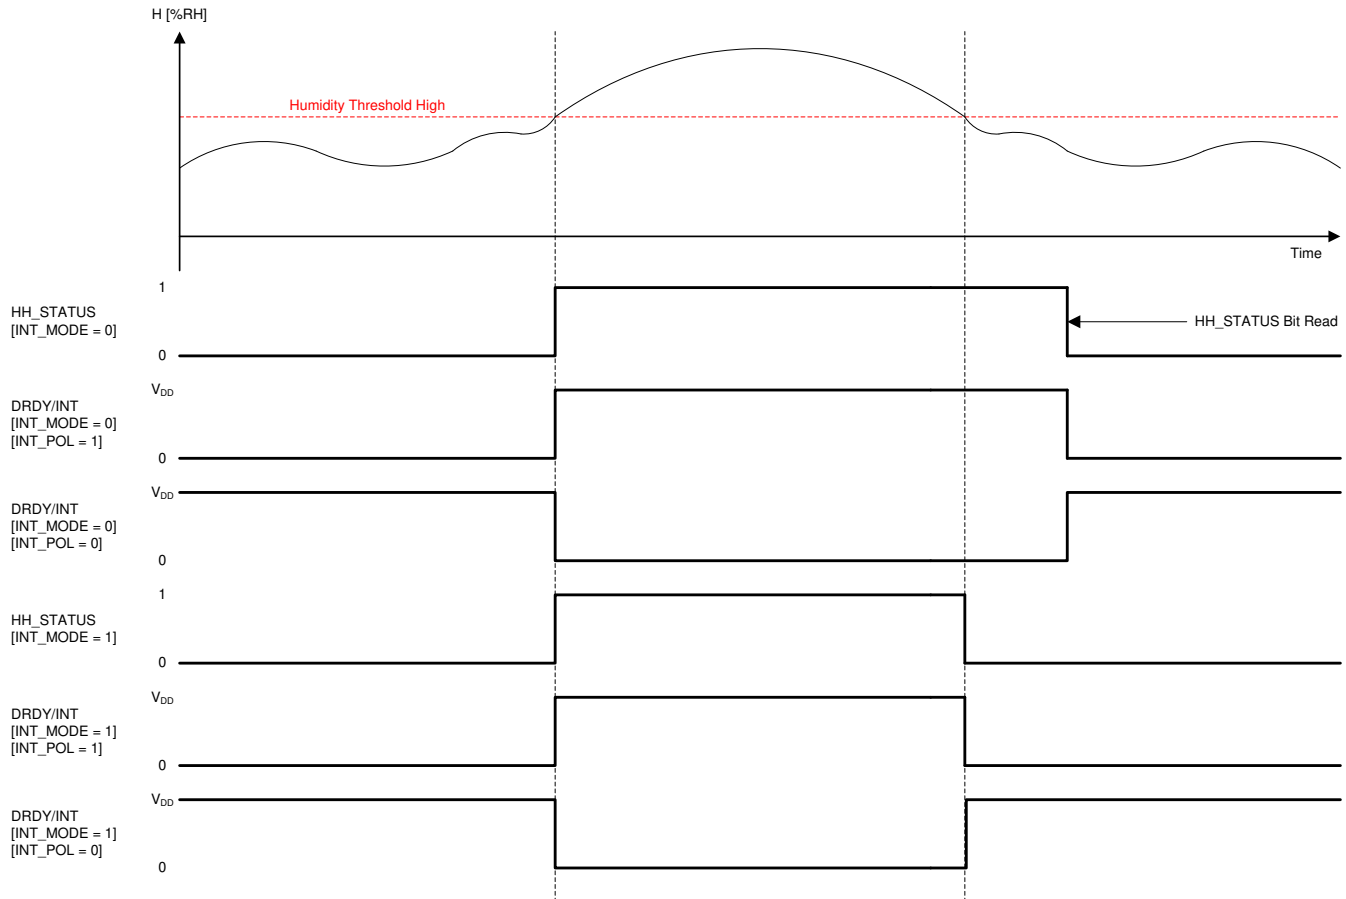 H [%RH]
Humidity Threshold High
Time
1
HH_STATUS
[INT_MODE = 0]
HH_STATUS Bit Read
0
VDD
DRDY/INT
[INT_MODE = 0]
[INT_POL = 1]
0
VDD
DRDY/INT
[INT_MODE = 0]
[INT_POL = 0]
0
1
HH_STATUS
[INT_MODE = 1]
0
VDD
DRDY/INT
[INT_MODE = 1]
[INT_POL = 1]
0
VDD
DRDY/INT
[INT_MODE = 1]
[INT_POL = 0]
0